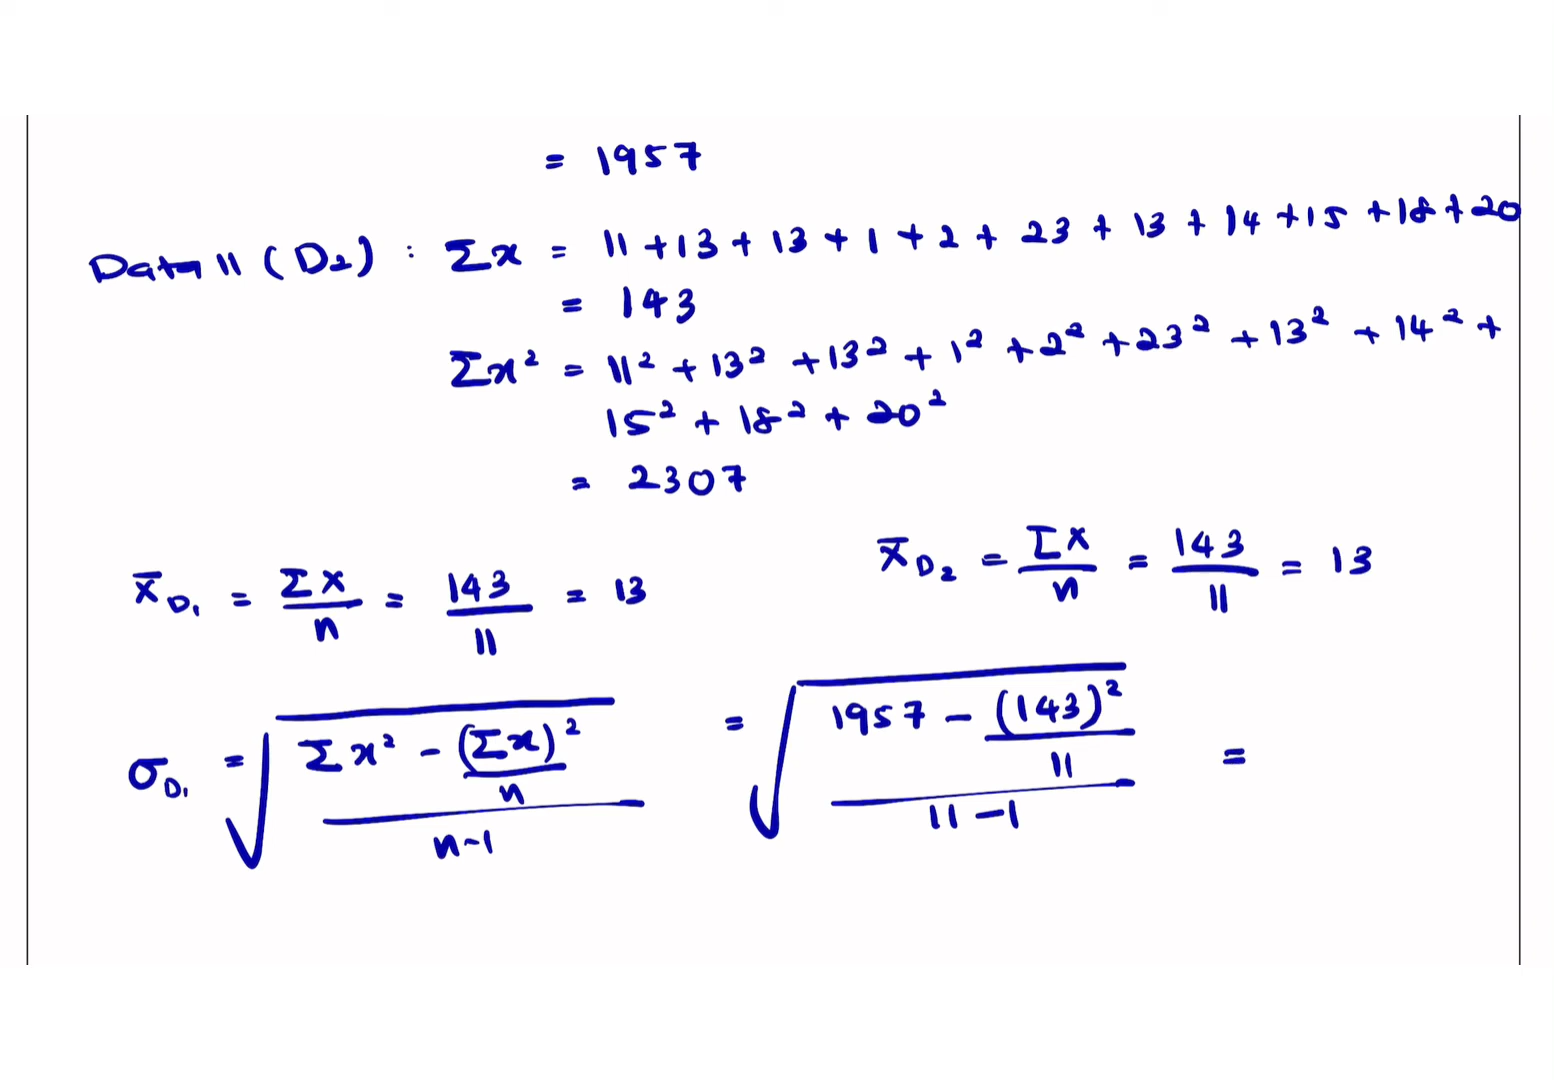 = 1957
Data 11 (D₂) : Σx = 11 + 13 + 13 + 1 + 2 + 23 + 13 + 14 + 15 + 18 + 20
= 143
Σx² = 11² + 13² + 13² + 1² + 2² + 23² + 13² + 14² +
15² + 18² + 20²
= 2307
x̄ D₁ = Σx/n = 143/11 = 13
x̄ D₂ = Σx/n = 143/11 = 13
σD₁ = √((Σx² - (Σx)²/n)/(n-1)) = √((1957 - (143)²/11)/(11-1)) =